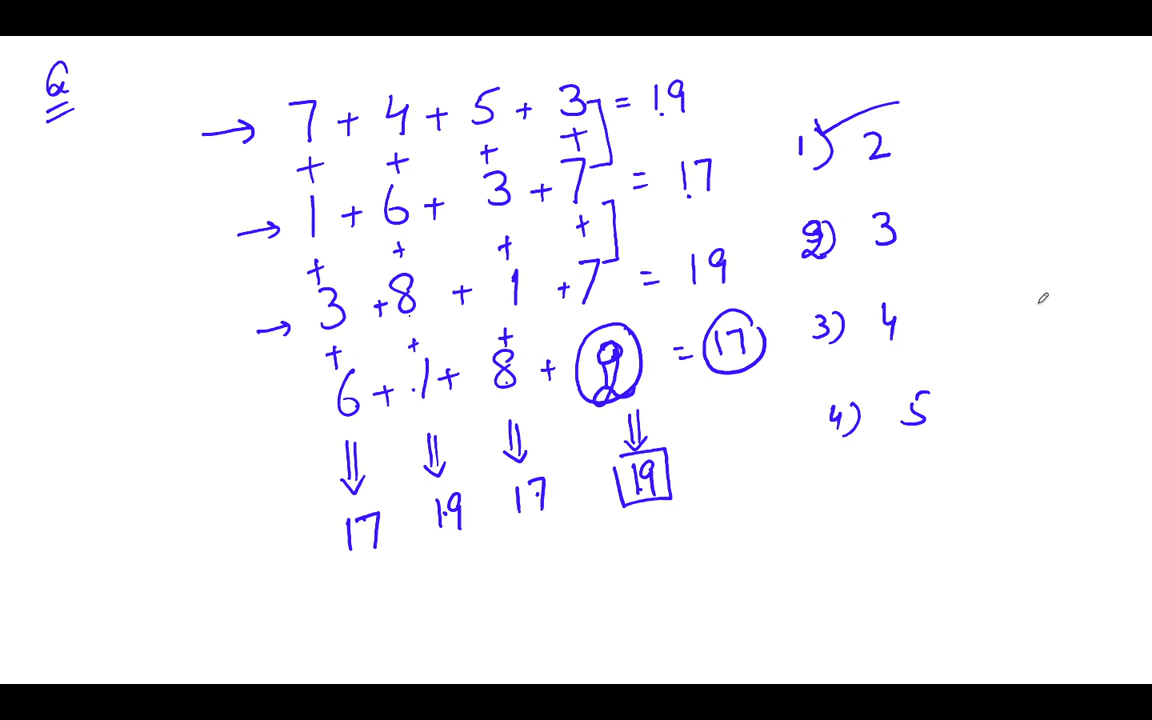 Q
→ 7 + 4 + 5 + 3 = 19
+ + + +
→ 1 + 6 + 3 + 7 = 17
+ + + +
→ 3 + 8 + 1 + 7 = 19
+ + +
6 + 1 + 8 + 2 = 17
⇓ ⇓ ⇓ ⇓
17 19 17 19
1) 2
2) 3
3) 4
4) 5